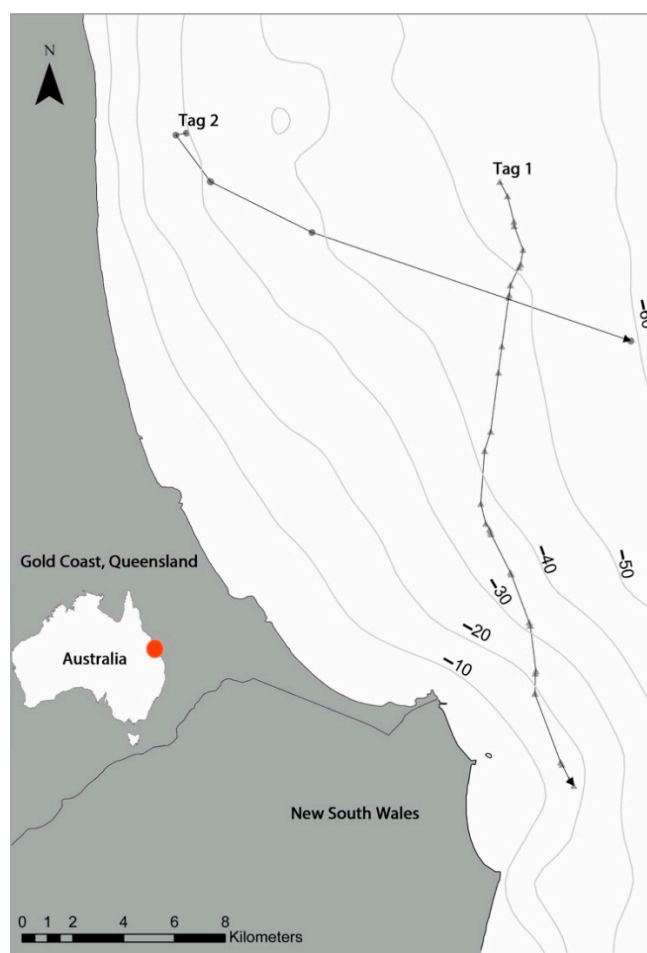 N
Tag 2
Tag 1
−60
Gold Coast, Queensland
−40
−50
−30
Australia
−20
−10
New South Wales
0 1 2 4 6 8
Kilometers